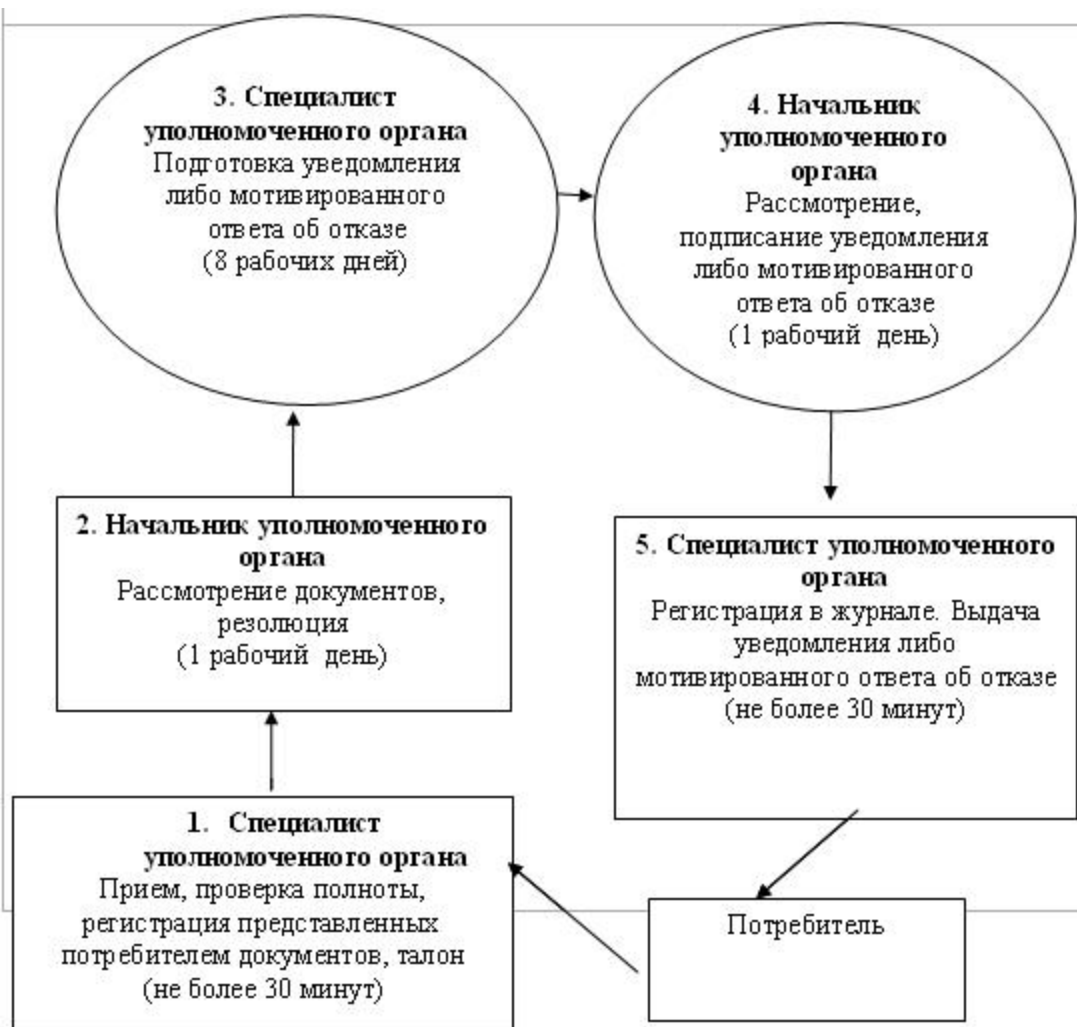 3. Специалист
уполномоченного органа
Подготовка уведомления
либо мотивированного
ответа об отказе
(8 рабочих дней)
4. Начальник
уполномоченного
органа
Рассмотрение,
подписание уведомления
либо мотивированного
ответа об отказе
(1 рабочий день)
2. Начальник уполномоченного
органа
Рассмотрение документов,
резолюция
(1 рабочий день)
5. Специалист уполномоченного
органа
Регистрация в журнале. Выдача
уведомления либо
мотивированного ответа об отказе
(не более 30 минут)
1. Специалист
уполномоченного органа
Прием, проверка полноты,
регистрация представленных
потребителем документов, талон
(не более 30 минут)
Потребитель